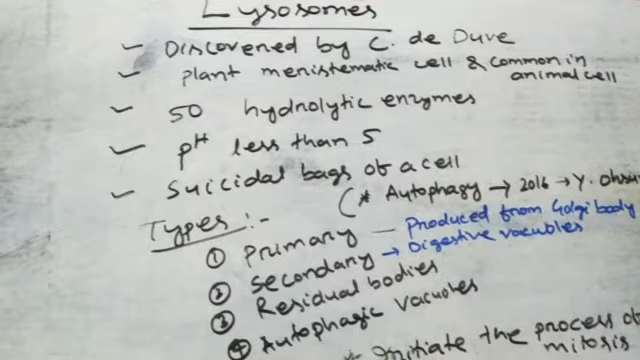 Lysosomes
Discovered by C. de Duve
plant meristematic cell & common in
animal cell
50 hydrolytic enzymes
pH less than 5
Suicidal bags of a cell
(* Autophagy → 2016 → Y. Ohsu
Types :-
① Primary — Produced from Golgi body
② Secondary → Digestive vacuoles
③ Residual bodies
④ Autophagic vacuoles
* initiate the process of
mitosis